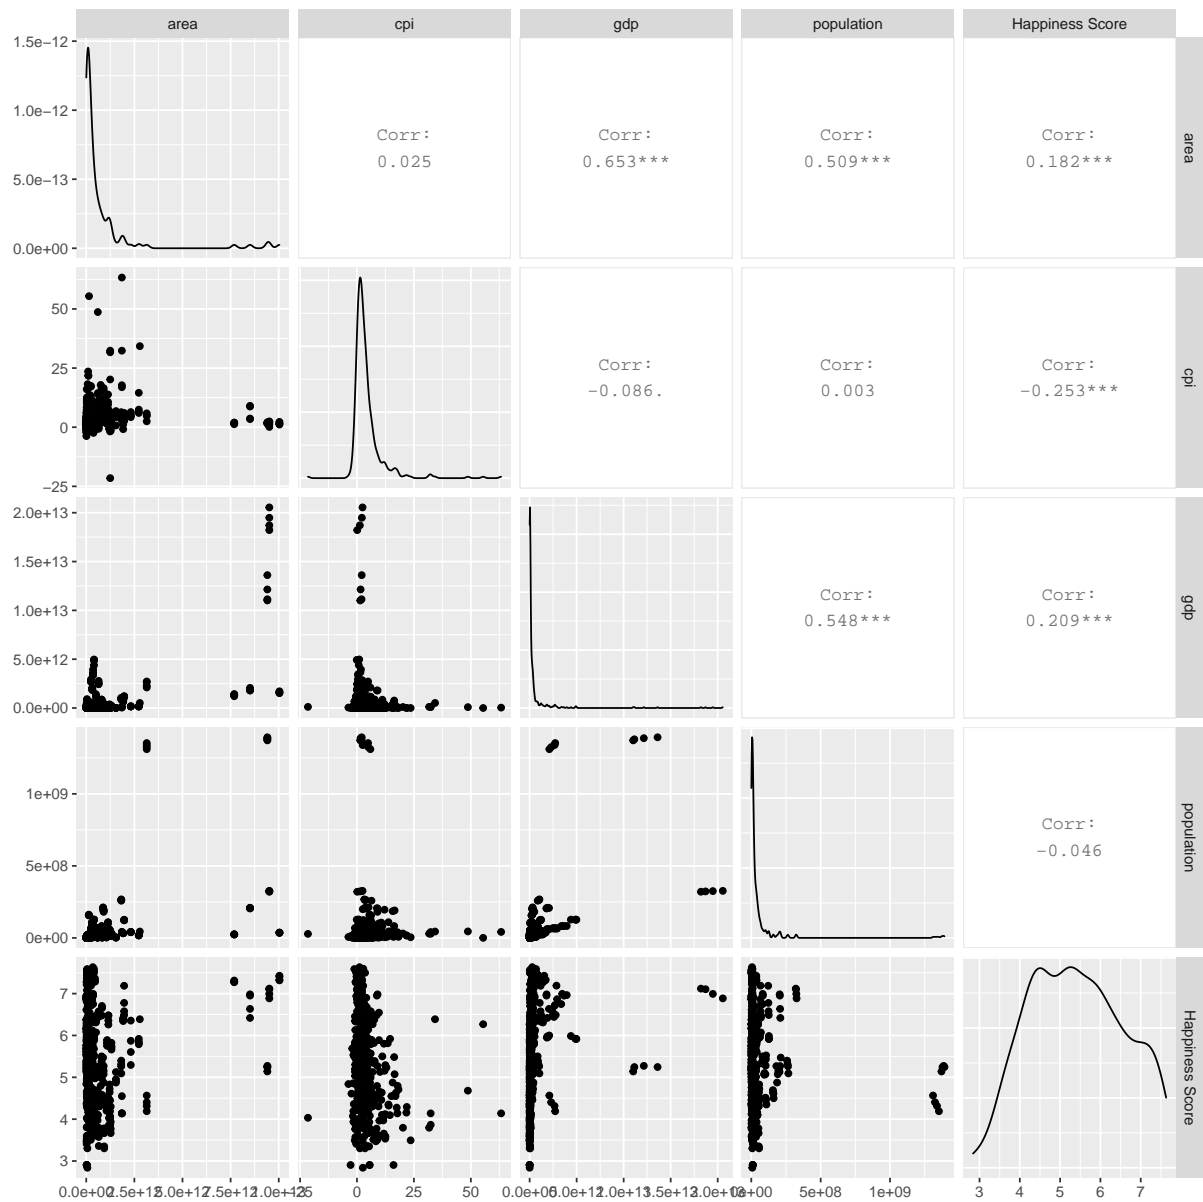 area cpi gdp population Happiness Score
1.5e−12
1.0e−12
5.0e−13
0.0e+00
Corr:
0.025
Corr:
0.653***
Corr:
0.509***
Corr:
0.182***
area
50
25
0
−25
Corr:
−0.086.
Corr:
0.003
Corr:
−0.253***
cpi
2.0e+13
1.5e+13
1.0e+13
5.0e+12
0.0e+00
Corr:
0.548***
Corr:
0.209***
gdp
1e+09
5e+08
0e+00
Corr:
−0.046
population
7
6
5
4
3
Happiness Score
0 25 50
5e+8 1e+09
3 4 5 6 7